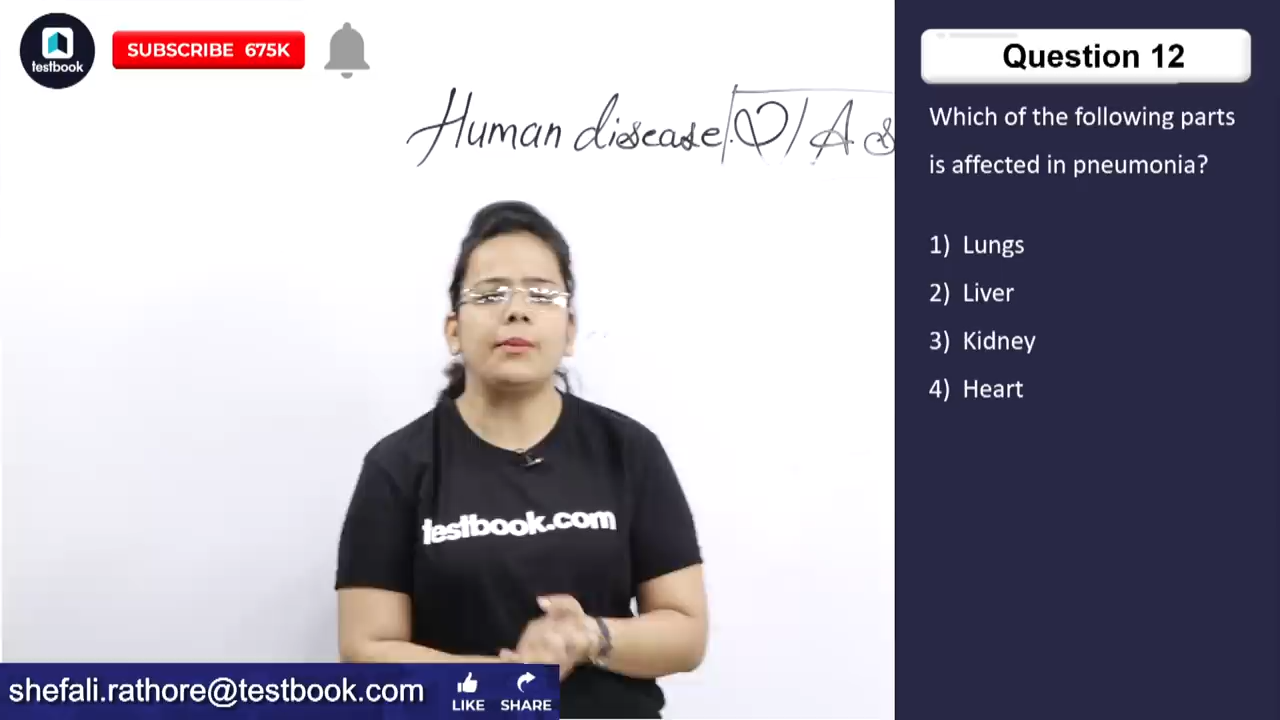 testbook
SUBSCRIBE 675K
Human disease
A
Question 12
Which of the following parts
is affected in pneumonia?
1) Lungs
2) Liver
3) Kidney
4) Heart
testbook.com
shefali.rathore@testbook.com
LIKE SHARE